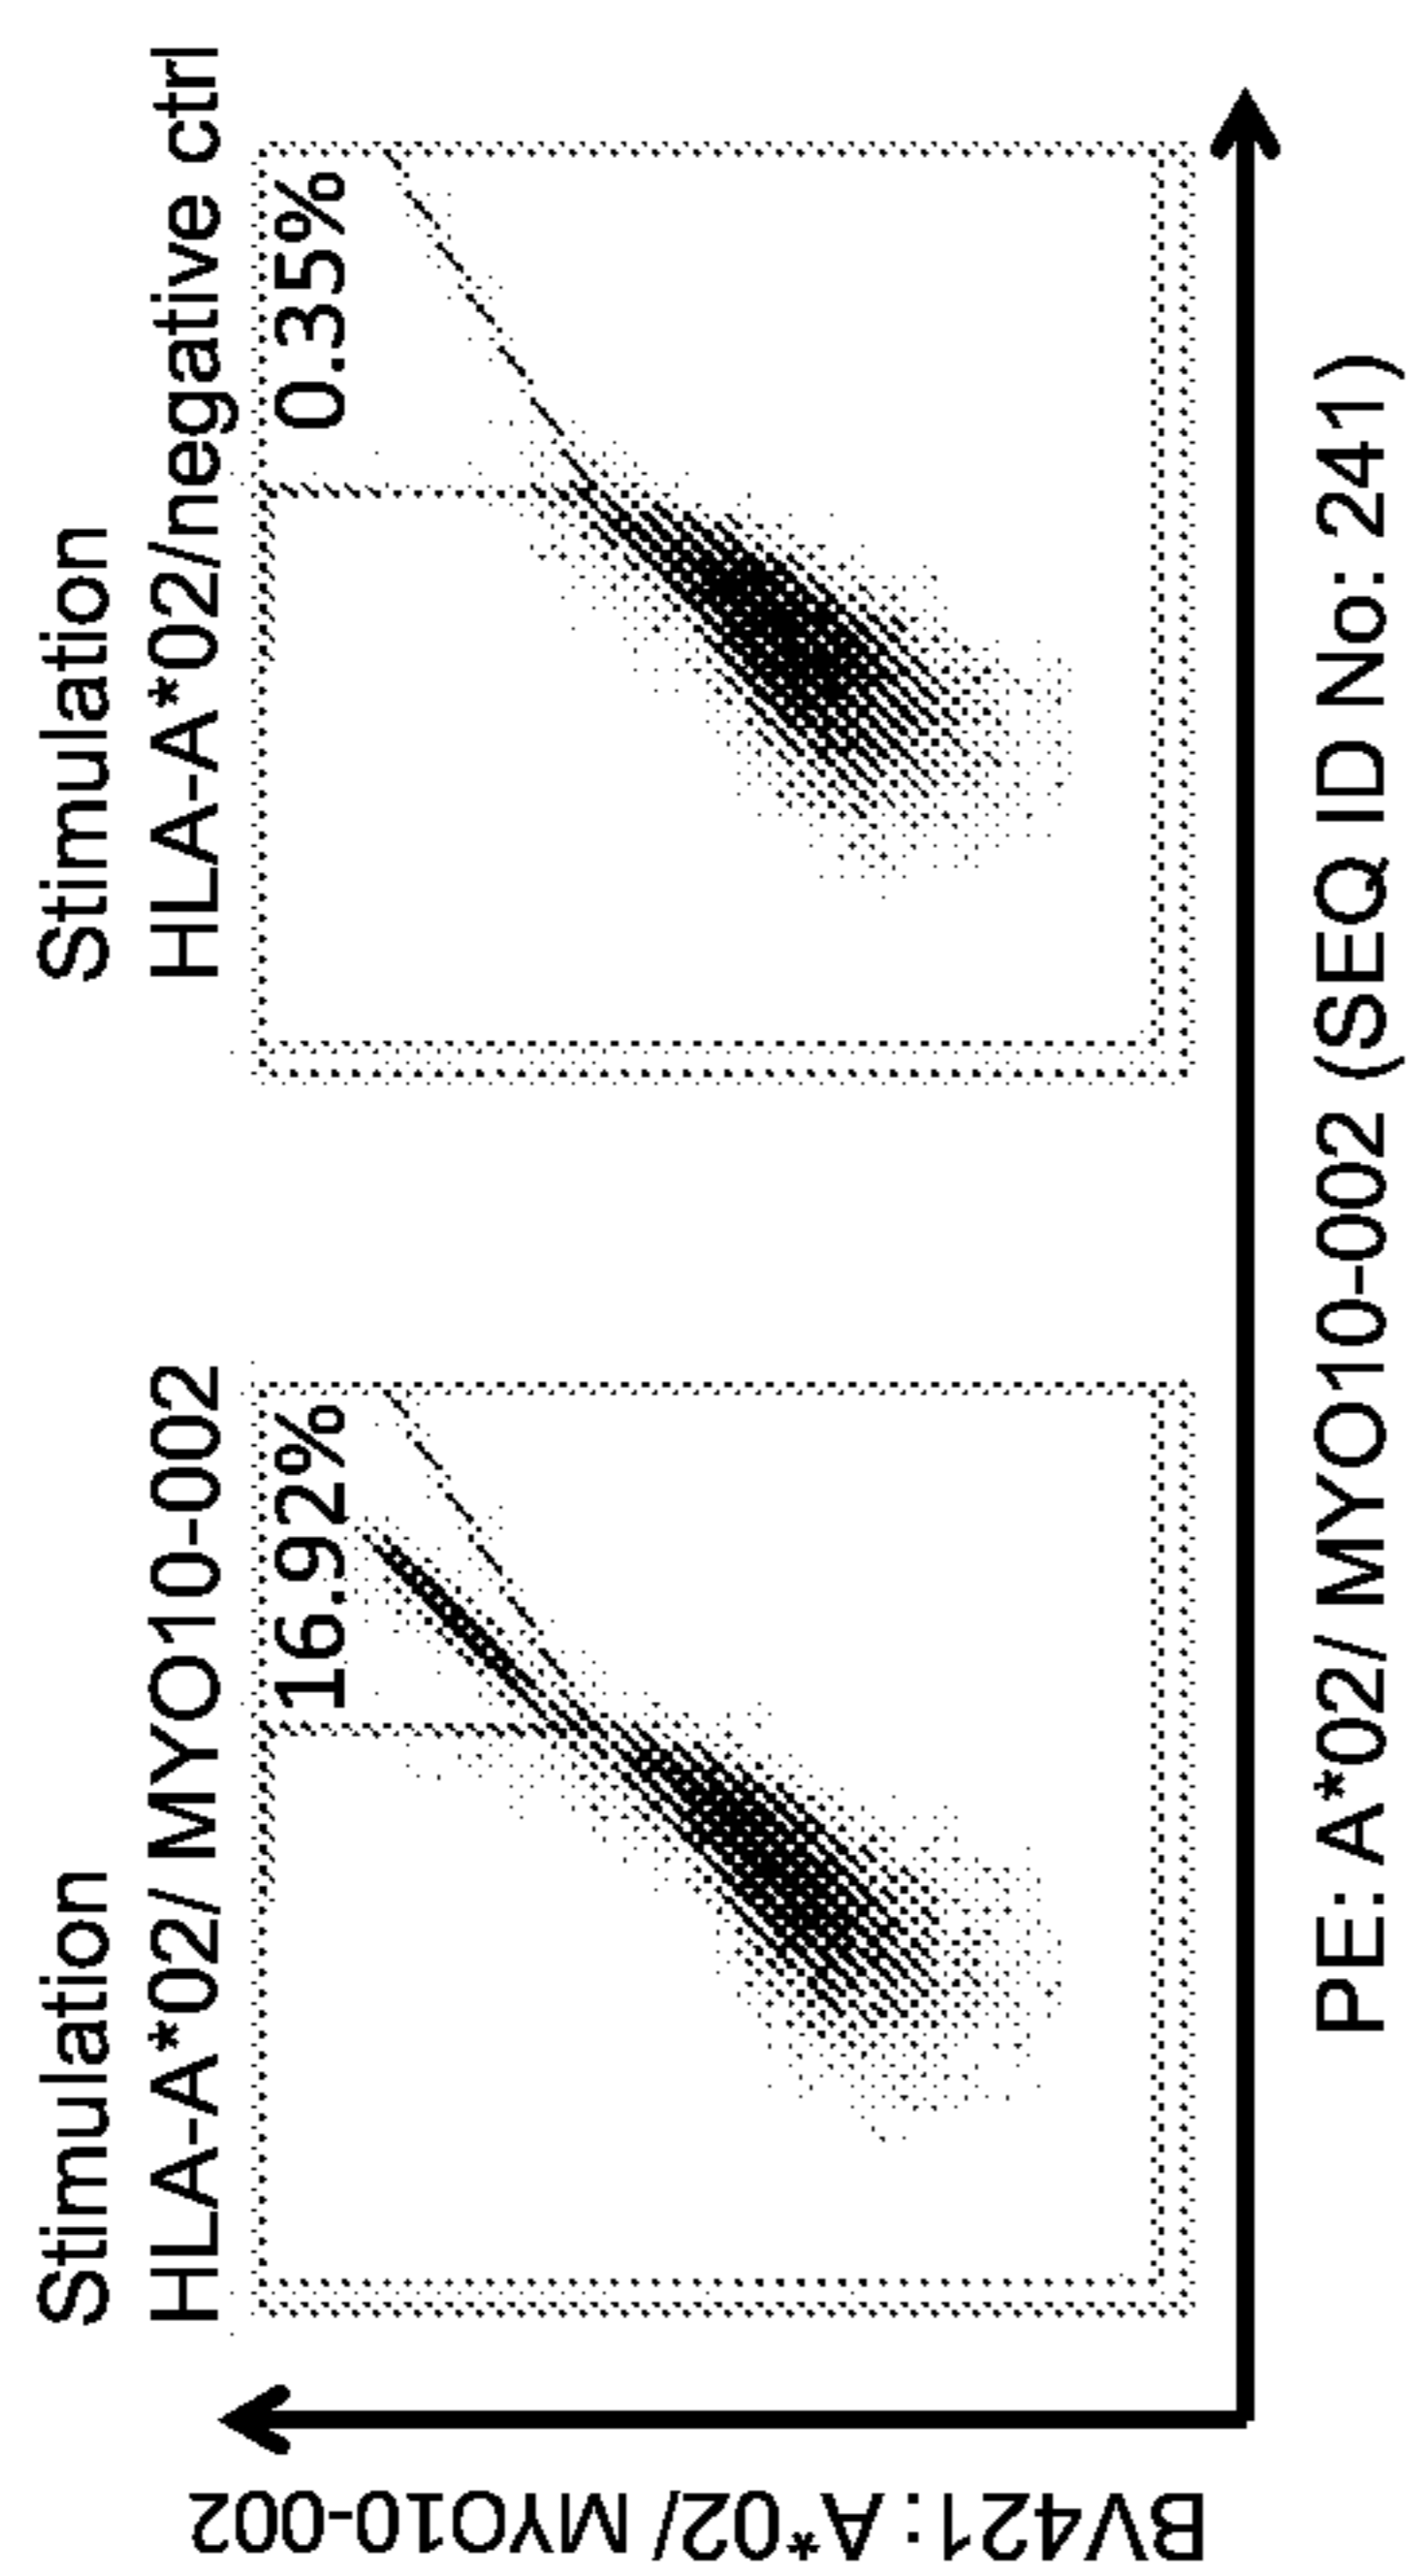 Stimulation
HLA-A*02/ MYO10-002
16.92%
Stimulation
HLA-A*02/negative ctrl
0.35%
BV421: A*02/ MYO10-002
PE: A*02/ MYO10-002 (SEQ ID No: 241)